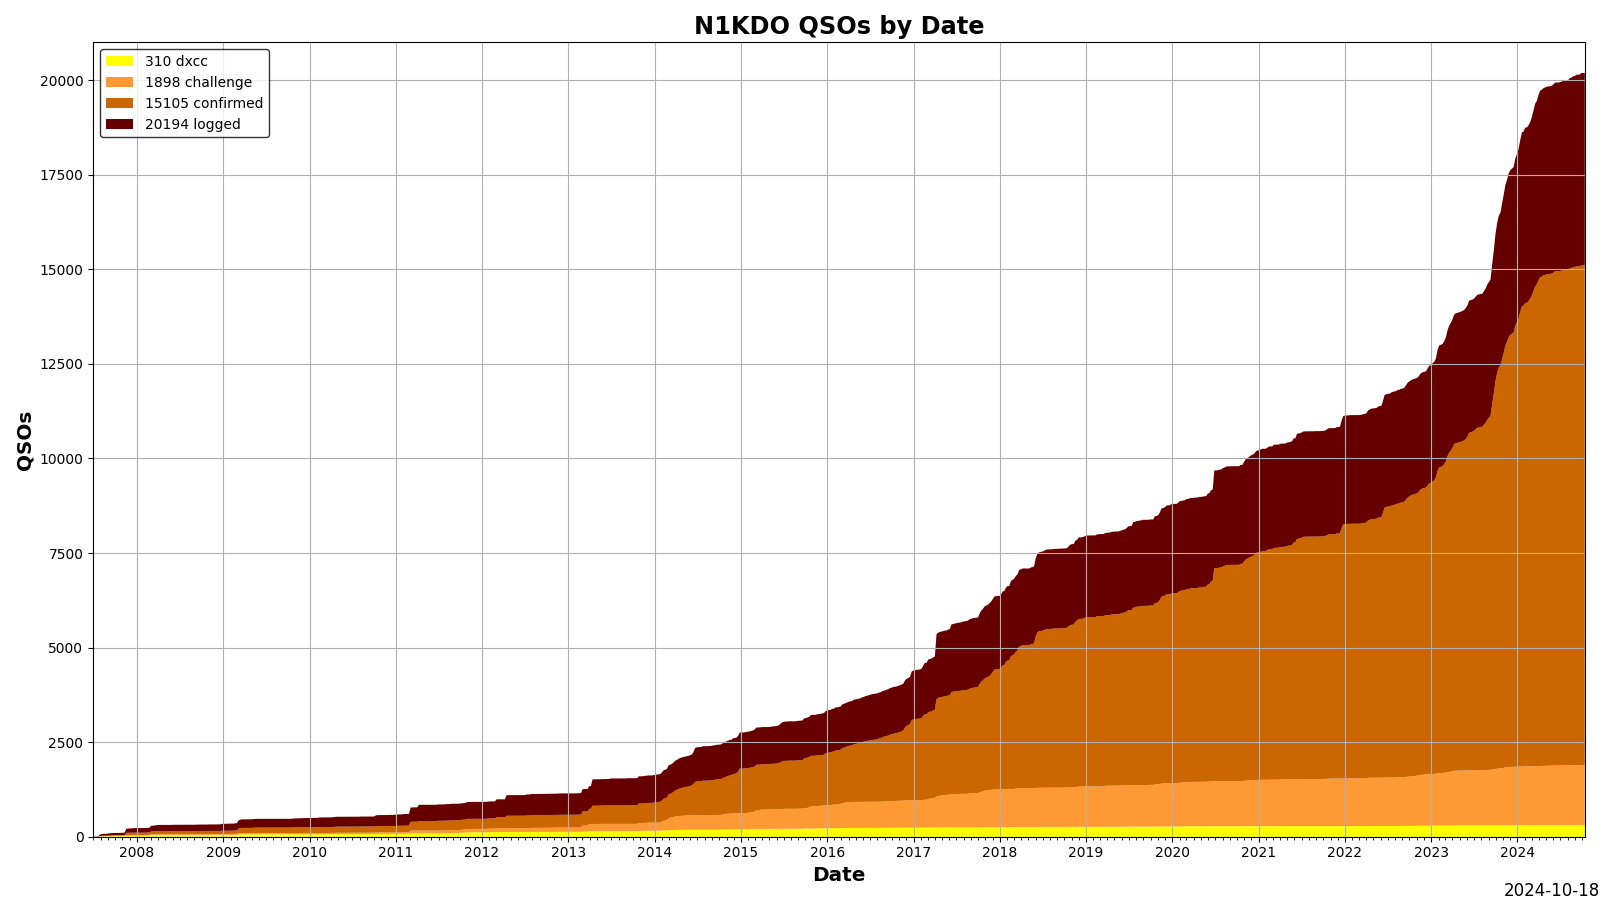 N1KDO QSOs by Date
310 dxcc
1898 challenge
15105 confirmed
20194 logged
20000
17500
15000
12500
10000
7500
5000
2500
0
QSOs
2008 2009 2010 2011 2012 2013 2014 2015 2016 2017 2018 2019 2020 2021 2022 2023 2024
Date
2024-10-18